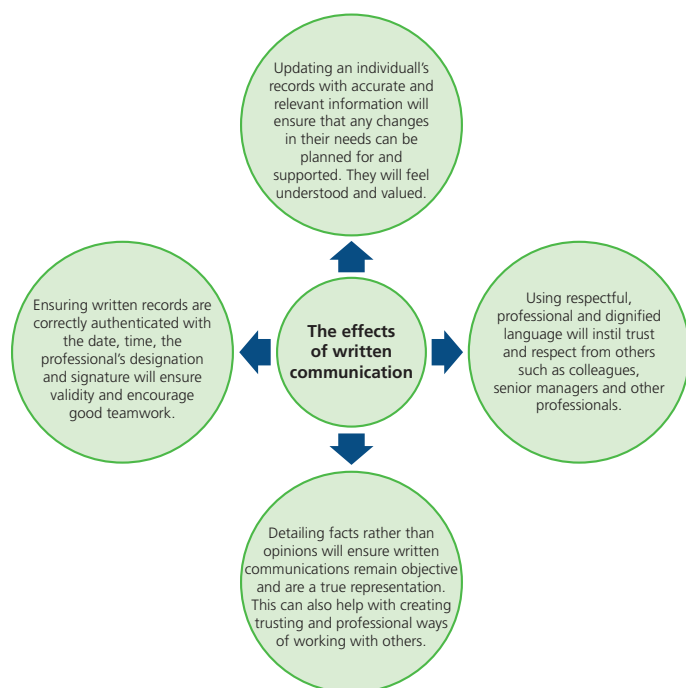 Updating an individuall's
records with accurate and
relevant information will
ensure that any changes
in their needs can be
planned for and
supported. They will feel
understood and valued.
Ensuring written records are
correctly authenticated with
the date, time, the
professional's designation
and signature will ensure
validity and encourage
good teamwork.
The effects
of written
communication
Using respectful,
professional and dignified
language will instil trust
and respect from others
such as colleagues,
senior managers and other
professionals.
Detailing facts rather than
opinions will ensure written
communications remain objective
and are a true representation.
This can also help with creating
trusting and professional ways
of working with others.